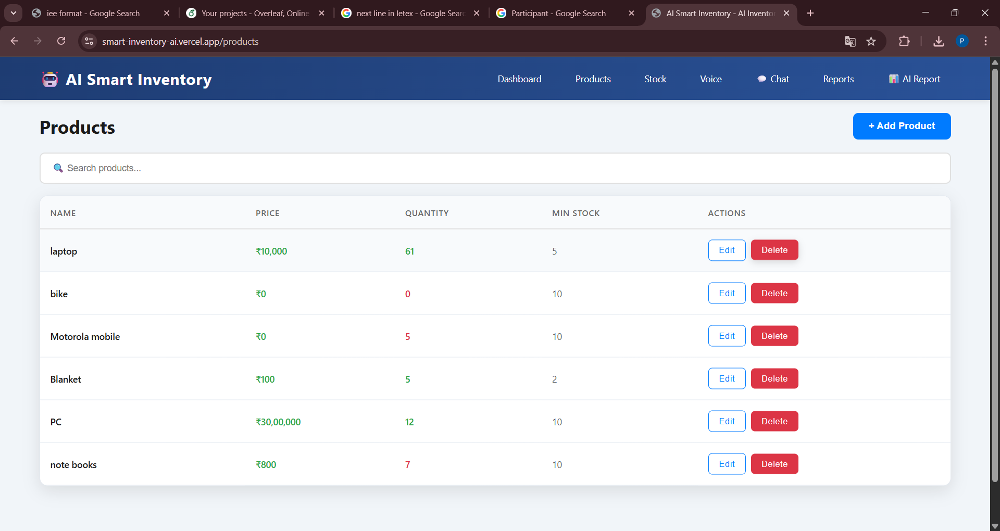 iee format - Google Search
Your projects - Overleaf, Online
next line in letex - Google Searc
Participant - Google Search
AI Smart Inventory - AI Invento
smart-inventory-ai.vercel.app/products
P
AI Smart Inventory
Dashboard Products Stock Voice 💬 Chat Reports 📊 AI Report
Products
+ Add Product
🔍 Search products...
NAME PRICE QUANTITY MIN STOCK ACTIONS
laptop ₹10,000 61 5 Edit Delete
bike ₹0 0 10 Edit Delete
Motorola mobile ₹0 5 10 Edit Delete
Blanket ₹100 5 2 Edit Delete
PC ₹30,00,000 12 10 Edit Delete
note books ₹800 7 10 Edit Delete